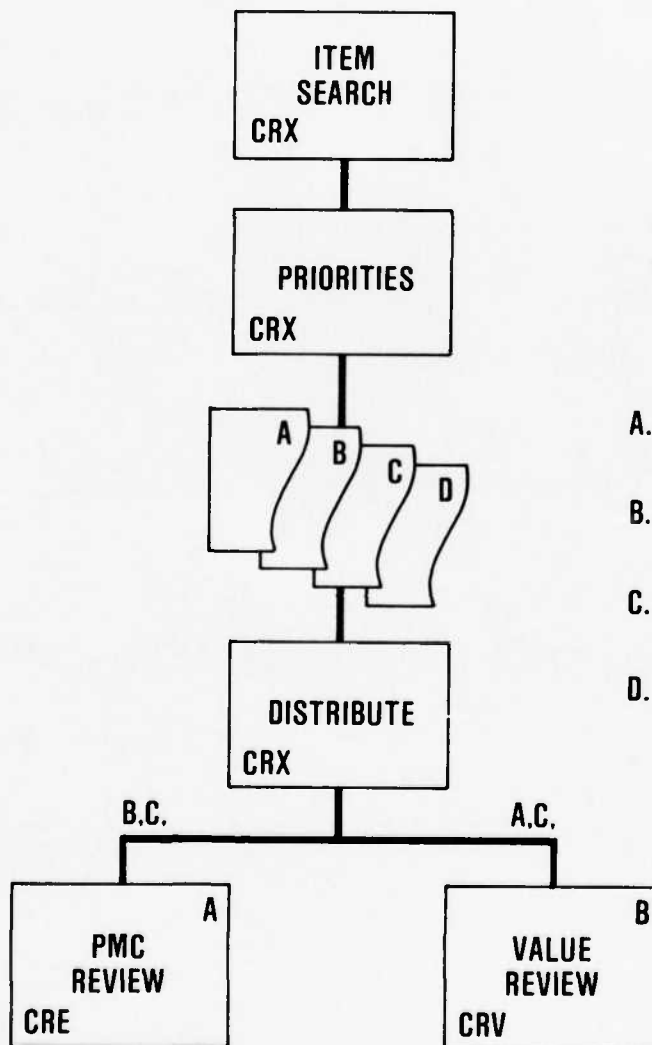 ITEM
SEARCH
CRX
PRIORITIES
CRX
A
B
C
D
A.
B.
C.
D.
DISTRIBUTE
CRX
B,C,
A,C,
A
PMC
REVIEW
CRE
B
VALUE
REVIEW
CRV